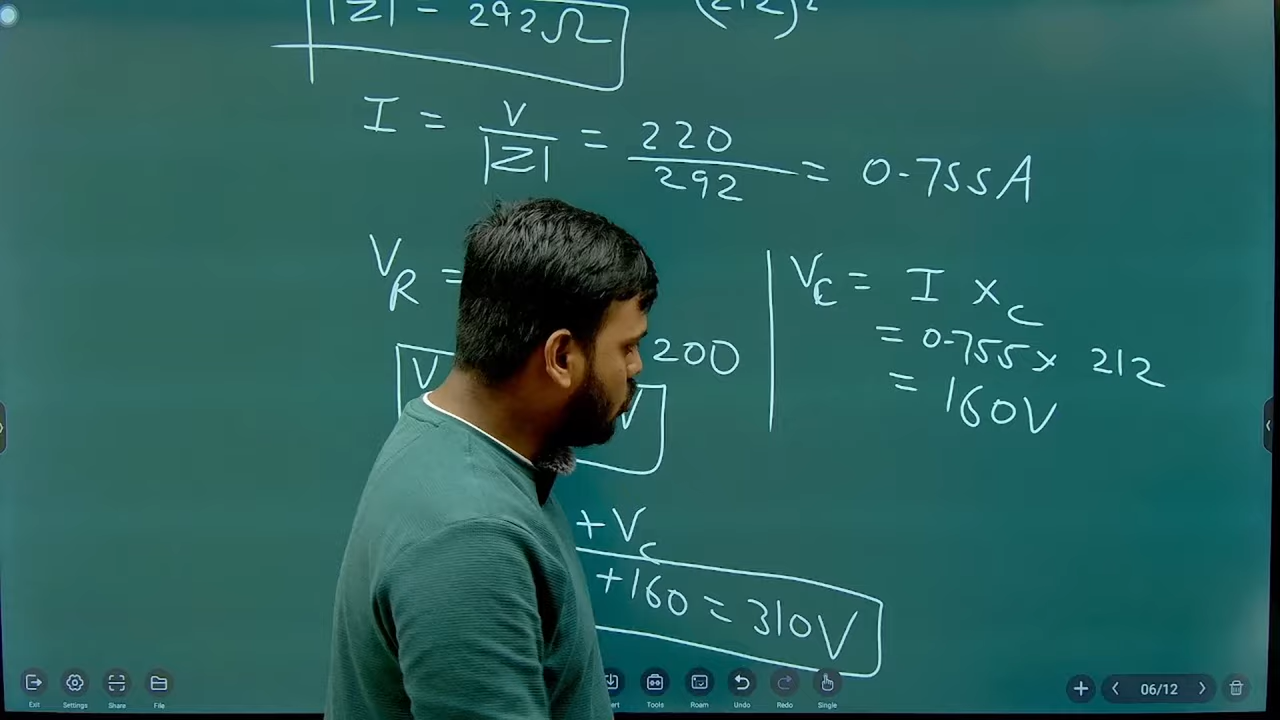 |Z| = 292Ω (212)²
I = V/|Z| = 220/292 = 0.755A
V_R = 200
V V
V_C = I X_C
= 0.755 x 212
= 160V
+ V_C
+160 = 310V
Exit Settings Share File Tools Roam Undo Redo Single 06/12